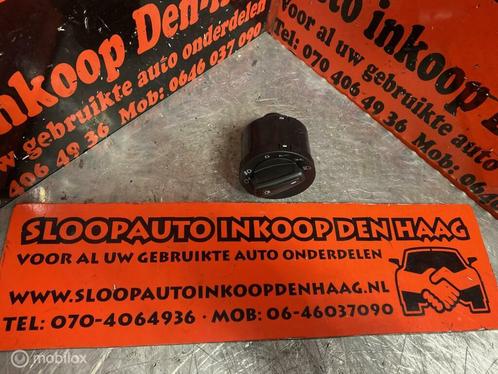 inkoop Den-
uw gebruikte auto onderdelen
406 49 36 Mob: 0646 037 090
inkoop Den
voor al uw gebruikte
Tel: 070 406 49 36
SLOOPAUTO INKOOP DEN HAAG
VOOR AL UW GEBRUIKTE AUTO ONDERDELEN
WWW.SLOOPAUTOINKOOPDENHAAG.NL
TEL: 070-4064936 · MOB: 06-46037090
mobilox